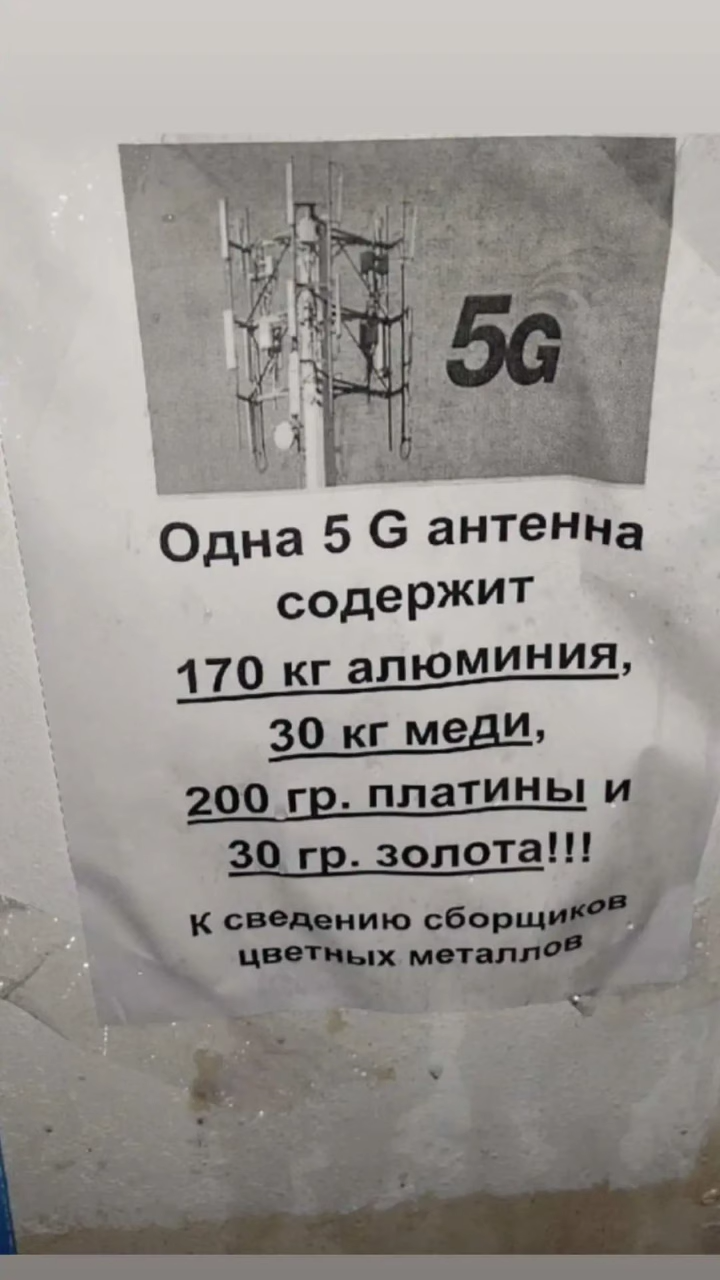 5G
Одна 5 G антенна
содержит
170 кг алюминия,
30 кг меди,
200 гр. платины и
30 гр. золота!!!
К сведению сборщиков
цветных металлов